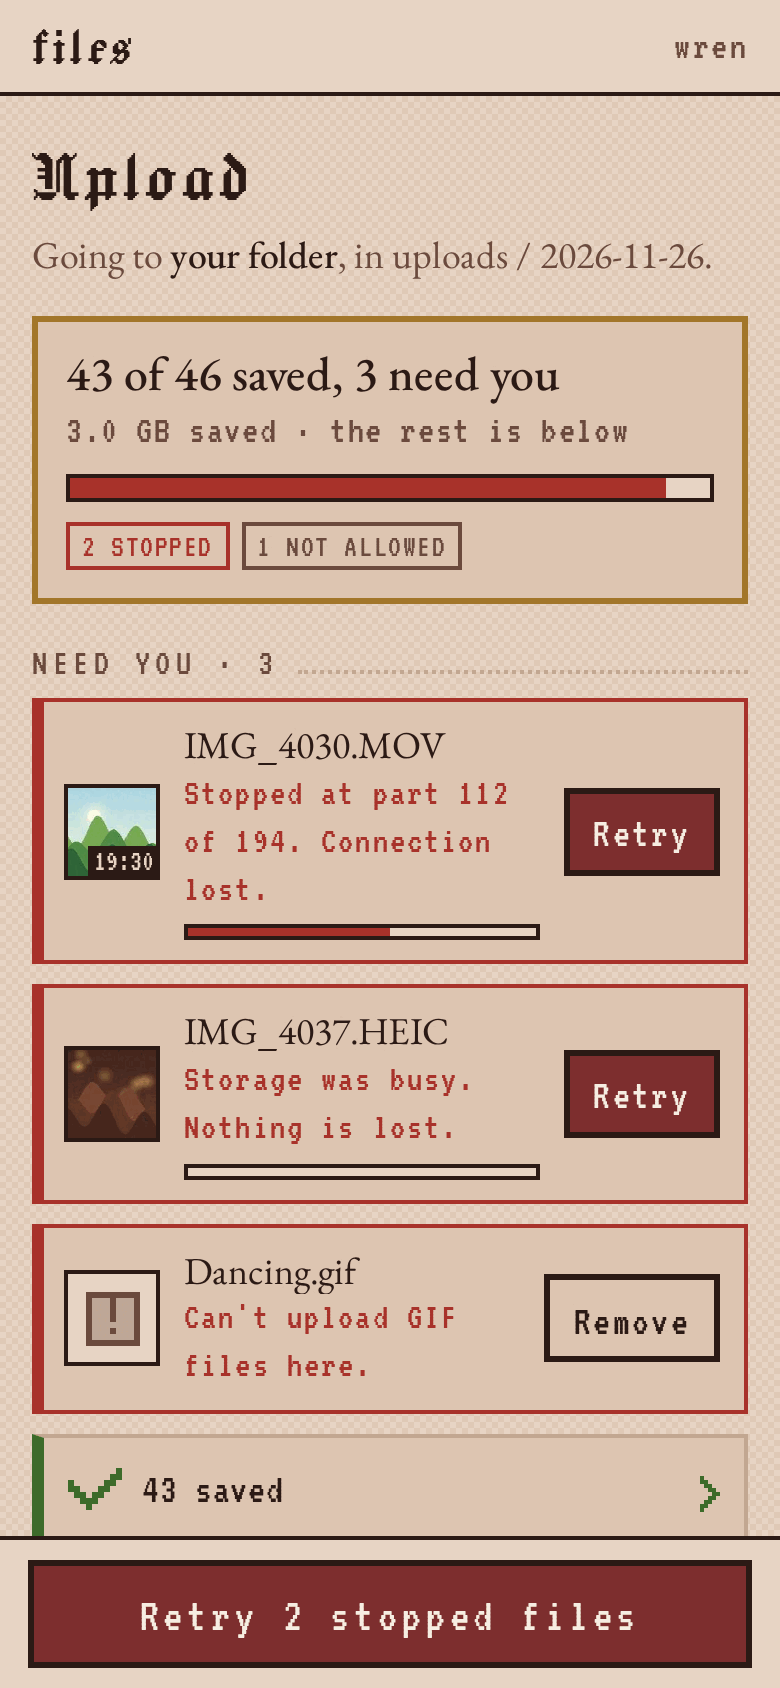 files
wren
Upload
Going to your folder, in uploads / 2026-11-26.
43 of 46 saved, 3 need you
3.0 GB saved · the rest is below
2 STOPPED
1 NOT ALLOWED
NEED YOU · 3
IMG_4030.MOV
Stopped at part 112
of 194. Connection
lost.
19:30
Retry
IMG_4037.HEIC
Storage was busy.
Nothing is lost.
Retry
Dancing.gif
Can't upload GIF
files here.
Remove
43 saved
Retry 2 stopped files